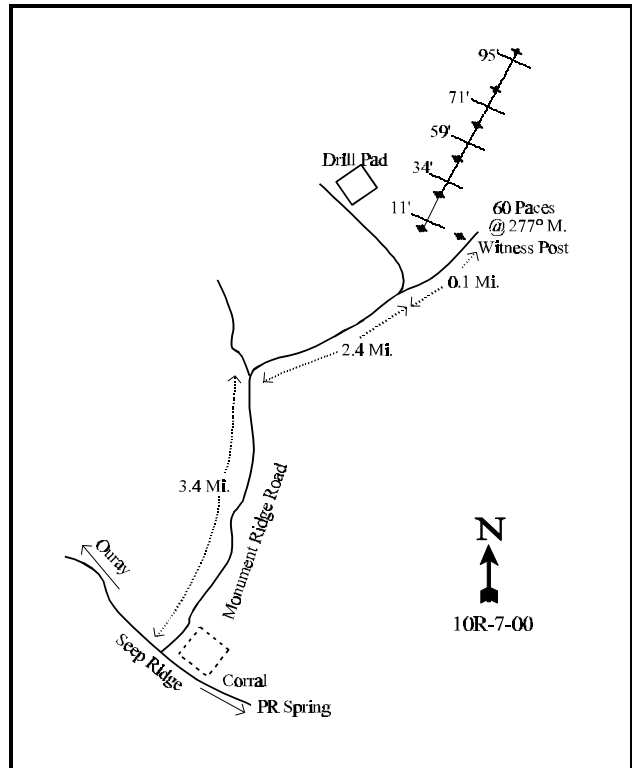 95'
71'
59'
34'
11'
Drill Pad
60 Paces
@ 277° M.
Witness Post
0.1 Mi.
2.4 Mi.
3.4 Mi.
Monument Ridge Road
Ouray
Seep Ridge
Corral
PR Spring
N
10R-7-00